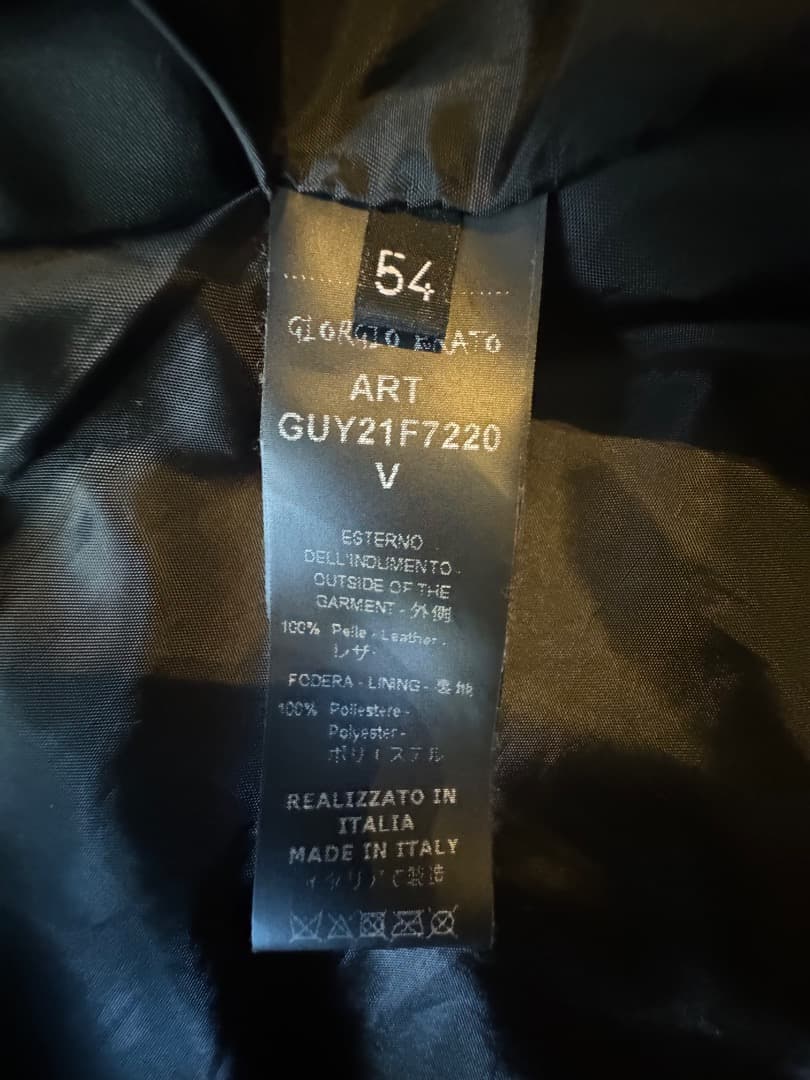 54
GIORGIO BRATO
ART
GUY21F7220
V
ESTERNO
DELL'INDUMENTO -
OUTSIDE OF THE
GARMENT - 外側
100% Pelle - Leather -
レザ-
FODERA - LINING - 裏地
100% Poliestere -
Polyester -
ポリエステル
REALIZZATO IN
ITALIA
MADE IN ITALY
イタリアで製造